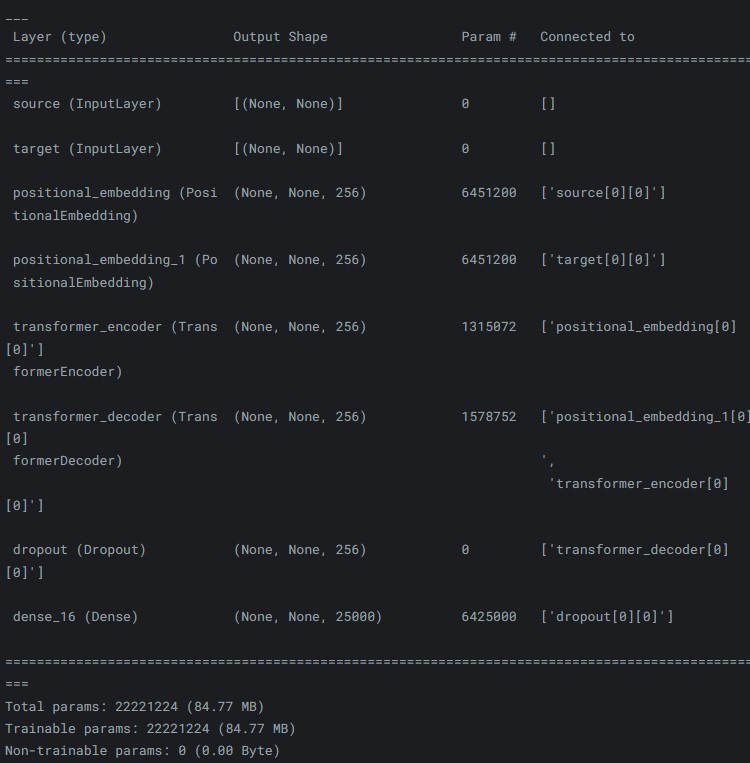 ___
Layer (type) Output Shape Param # Connected to
==================================================================================================
===
source (InputLayer) [(None, None)] 0 []
target (InputLayer) [(None, None)] 0 []
positional_embedding (Posi (None, None, 256) 6451200 ['source[0][0]']
tionalEmbedding)
positional_embedding_1 (Po (None, None, 256) 6451200 ['target[0][0]']
sitionalEmbedding)
transformer_encoder (Trans (None, None, 256) 1315072 ['positional_embedding[0]
[0]']
formerEncoder)
transformer_decoder (Trans (None, None, 256) 1578752 ['positional_embedding_1[0]
[0]
formerDecoder) ',
'transformer_encoder[0]
[0]']
dropout (Dropout) (None, None, 256) 0 ['transformer_decoder[0]
[0]']
dense_16 (Dense) (None, None, 25000) 6425000 ['dropout[0][0]']
==================================================================================================
===
Total params: 22221224 (84.77 MB)
Trainable params: 22221224 (84.77 MB)
Non-trainable params: 0 (0.00 Byte)